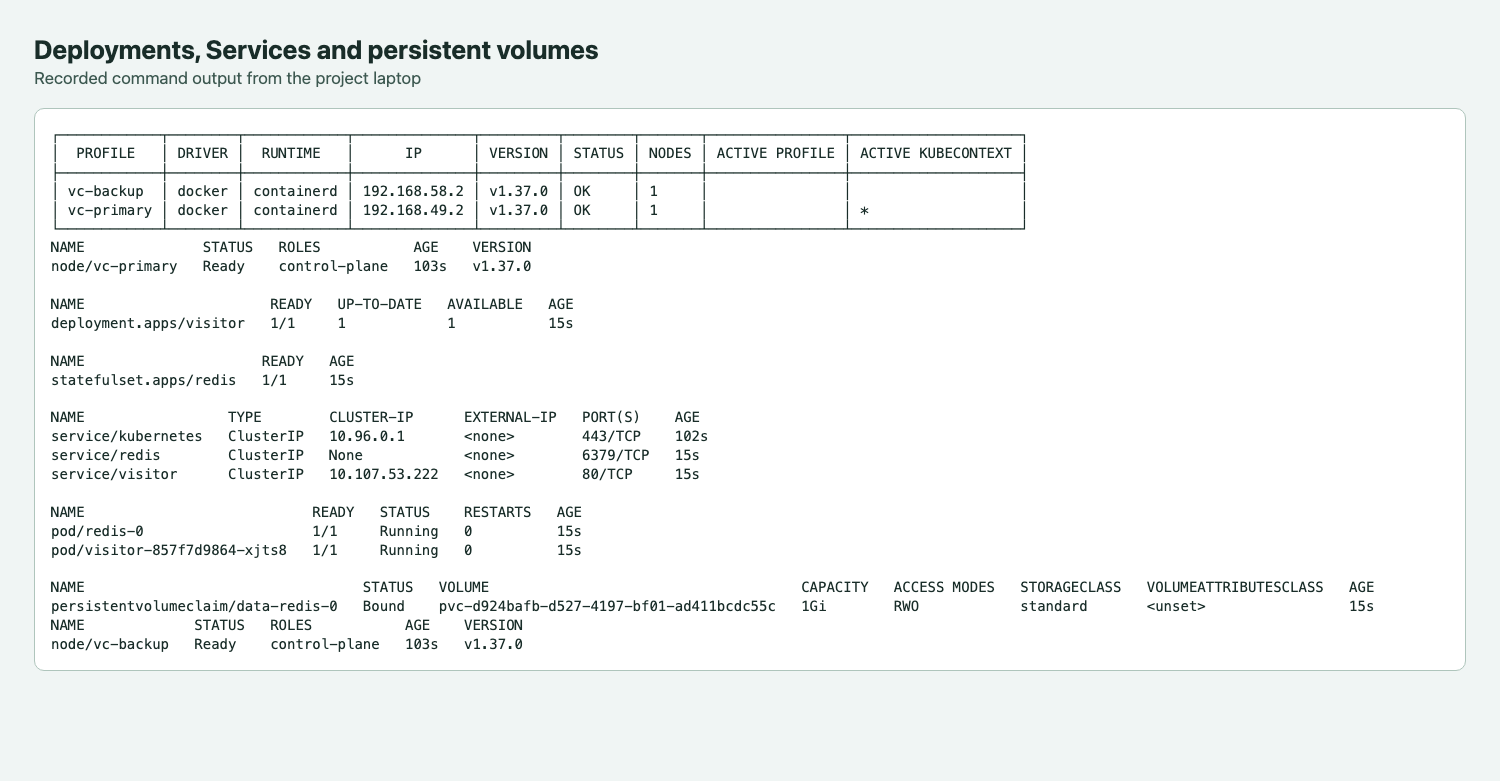 Deployments, Services and persistent volumes
Recorded command output from the project laptop
PROFILE │ DRIVER │ RUNTIME │ IP │ VERSION │ STATUS │ NODES │ ACTIVE PROFILE │ ACTIVE KUBECONTEXT
vc-backup │ docker │ containerd │ 192.168.58.2 │ v1.37.0 │ OK │ 1 │ │
vc-primary │ docker │ containerd │ 192.168.49.2 │ v1.37.0 │ OK │ 1 │ │ *
NAME STATUS ROLES AGE VERSION
node/vc-primary Ready control-plane 103s v1.37.0
NAME READY UP-TO-DATE AVAILABLE AGE
deployment.apps/visitor 1/1 1 1 15s
NAME READY AGE
statefulset.apps/redis 1/1 15s
NAME TYPE CLUSTER-IP EXTERNAL-IP PORT(S) AGE
service/kubernetes ClusterIP 10.96.0.1 <none> 443/TCP 102s
service/redis ClusterIP None <none> 6379/TCP 15s
service/visitor ClusterIP 10.107.53.222 <none> 80/TCP 15s
NAME READY STATUS RESTARTS AGE
pod/redis-0 1/1 Running 0 15s
pod/visitor-857f7d9864-xjts8 1/1 Running 0 15s
NAME STATUS VOLUME CAPACITY ACCESS MODES STORAGECLASS VOLUMEATTRIBUTESCLASS AGE
persistentvolumeclaim/data-redis-0 Bound pvc-d924bafb-d527-4197-bf01-ad411bcdc55c 1Gi RWO standard <unset> 15s
NAME STATUS ROLES AGE VERSION
node/vc-backup Ready control-plane 103s v1.37.0